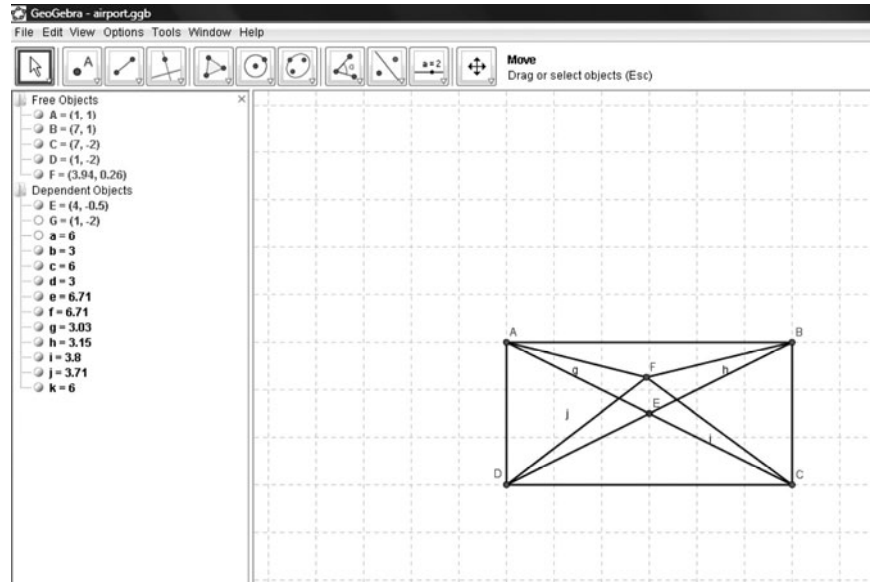 GeoGebra - airport.ggb
File Edit View Options Tools Window Help
A
α
a=2
Move
Drag or select objects (Esc)
Free Objects
A = (1, 1)
B = (7, 1)
C = (7, -2)
D = (1, -2)
F = (3.94, 0.26)
Dependent Objects
E = (4, -0.5)
G = (1, -2)
a = 6
b = 3
c = 6
d = 3
e = 6.71
f = 6.71
g = 3.03
h = 3.15
i = 3.8
j = 3.71
k = 6
A
B
F
g
h
E
j
i
D
C